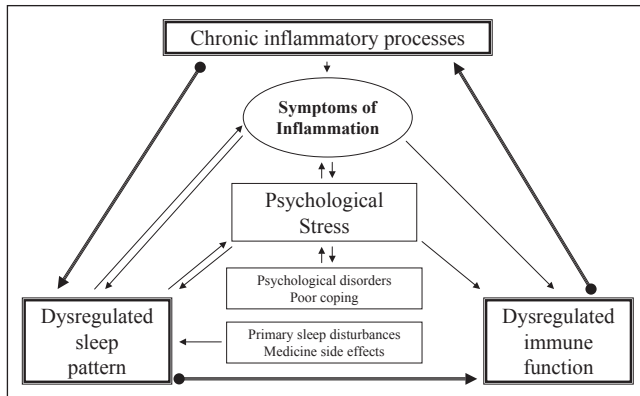 Chronic inflammatory processes
Symptoms of
Inflammation
Psychological
Stress
Psychological disorders
Poor coping
Dysregulated
sleep
pattern
Primary sleep disturbances
Medicine side effects
Dysregulated
immune
function